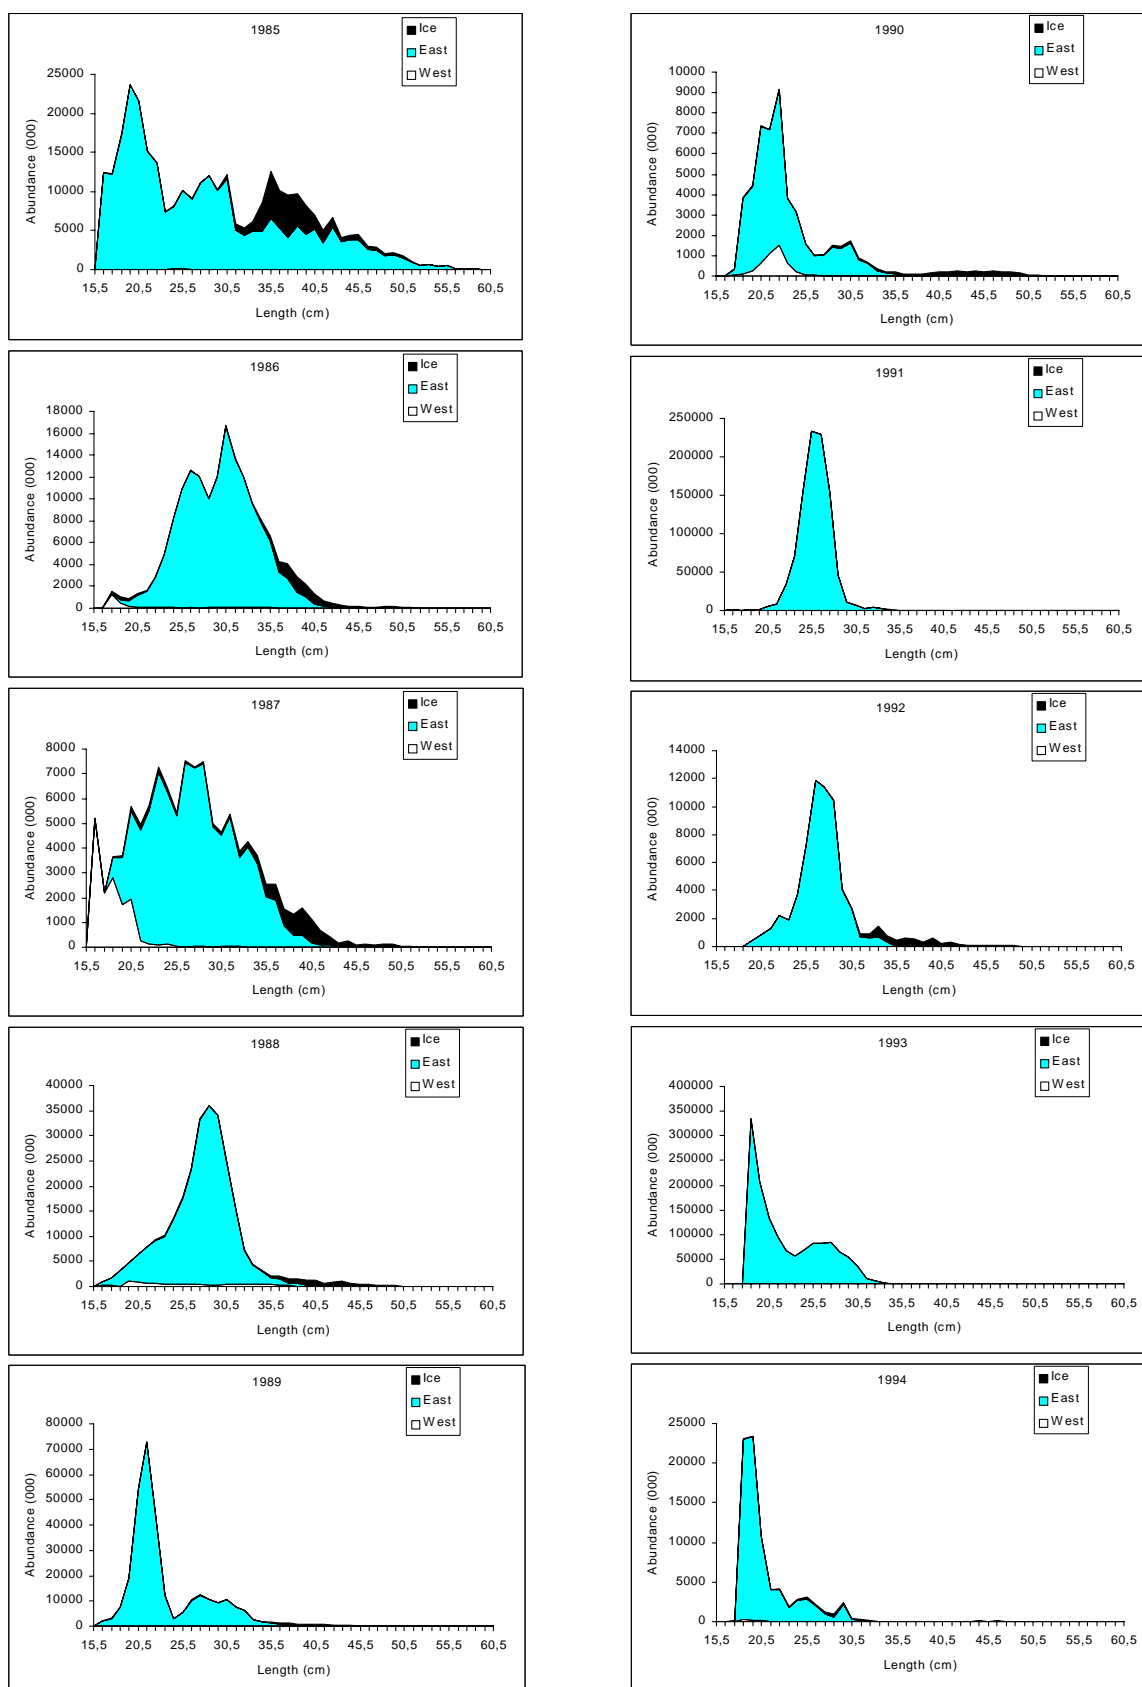 1985
Ice
East
West
25000
20000
15000
10000
5000
0
Abundance (000)
15,5 20,5 25,5 30,5 35,5 40,5 45,5 50,5 55,5 60,5
Length (cm)
1986
Ice
East
West
18000
16000
14000
12000
10000
8000
6000
4000
2000
0
Abundance (000)
15,5 20,5 25,5 30,5 35,5 40,5 45,5 50,5 55,5 60,5
Length (cm)
1987
Ice
East
West
8000
7000
6000
5000
4000
3000
2000
1000
0
Abundance (000)
15,5 20,5 25,5 30,5 35,5 40,5 45,5 50,5 55,5 60,5
Length (cm)
1988
Ice
East
West
40000
35000
30000
25000
20000
15000
10000
5000
0
Abundance (000)
15,5 20,5 25,5 30,5 35,5 40,5 45,5 50,5 55,5 60,5
Length (cm)
1989
Ice
East
West
80000
70000
60000
50000
40000
30000
20000
10000
0
Abundance (000)
15,5 20,5 25,5 30,5 35,5 40,5 45,5 50,5 55,5 60,5
Length (cm)
1990
Ice
East
West
10000
9000
8000
7000
6000
5000
4000
3000
2000
1000
0
Abundance (000)
15,5 20,5 25,5 30,5 35,5 40,5 45,5 50,5 55,5 60,5
Length (cm)
1991
Ice
East
West
250000
200000
150000
100000
50000
0
Abundance (000)
15,5 20,5 25,5 30,5 35,5 40,5 45,5 50,5 55,5 60,5
Length (cm)
1992
Ice
East
West
14000
12000
10000
8000
6000
4000
2000
0
Abundance (000)
15,5 20,5 25,5 30,5 35,5 40,5 45,5 50,5 55,5 60,5
Length (cm)
1993
Ice
East
West
400000
350000
300000
250000
200000
150000
100000
50000
0
Abundance (000)
15,5 20,5 25,5 30,5 35,5 40,5 45,5 50,5 55,5 60,5
Length (cm)
1994
Ice
East
West
25000
20000
15000
10000
5000
0
Abundance (000)
15,5 20,5 25,5 30,5 35,5 40,5 45,5 50,5 55,5 60,5
Length (cm)